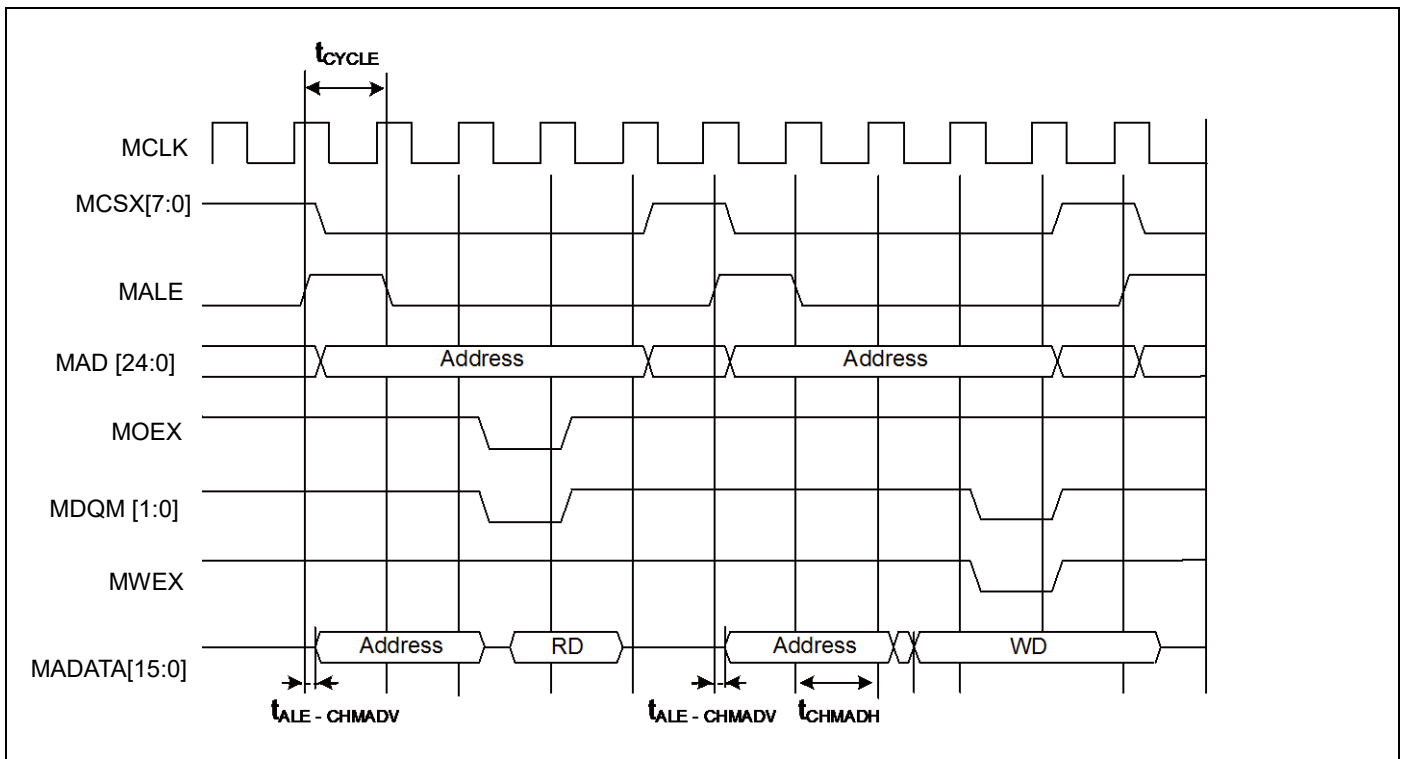 tCYCLE
MCLK
MCSX[7:0]
MALE
MAD [24:0] Address Address
MOEX
MDQM [1:0]
MWEX
MADATA[15:0] Address RD Address WD
tALE - CHMADV tALE - CHMADV tCHMADH